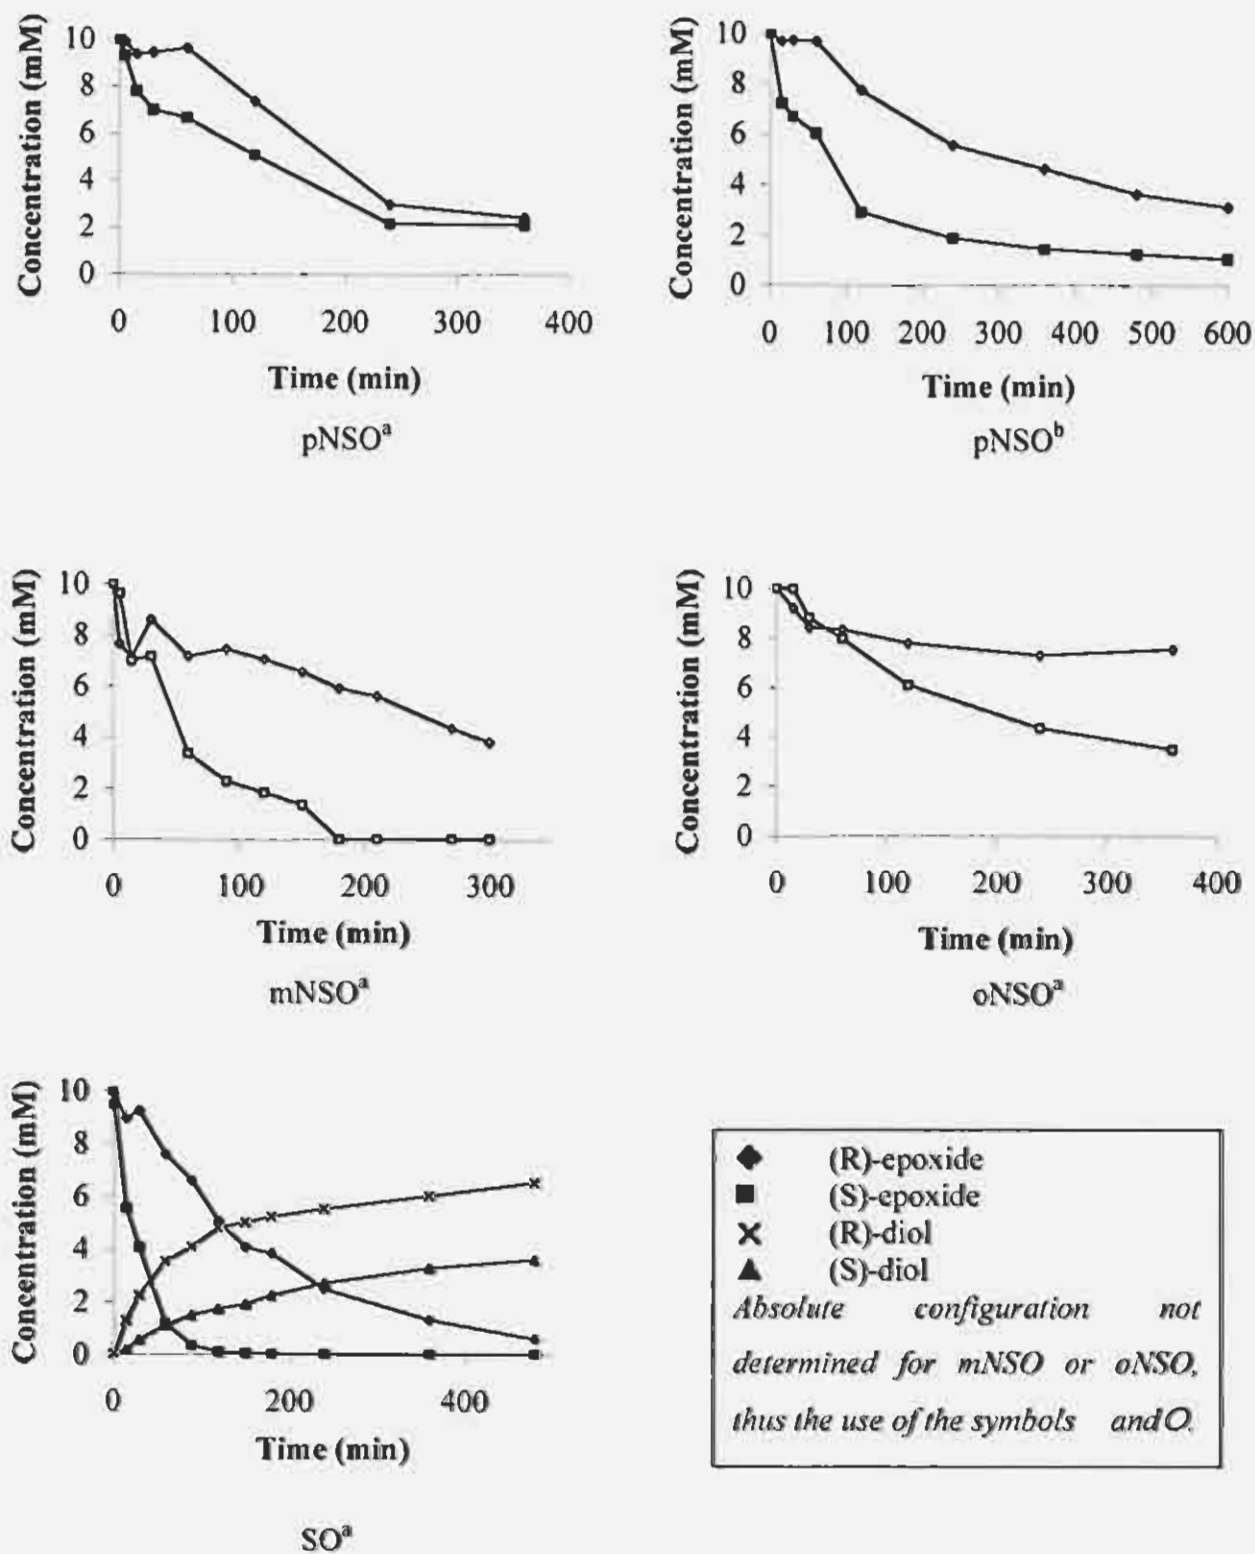 Concentration (mM)
10
8
6
4
2
0
0 100 200 300 400
Time (min)
pNSOᵃ
Concentration (mM)
10
8
6
4
2
0
0 100 200 300 400 500 600
Time (min)
pNSOᵇ
Concentration (mM)
10
8
6
4
2
0
0 100 200 300
Time (min)
mNSOᵃ
Concentration (mM)
10
8
6
4
2
0
0 100 200 300 400
Time (min)
oNSOᵃ
Concentration (mM)
10
8
6
4
2
0
0 200 400
Time (min)
SOᵃ
◆ (R)-epoxide
■ (S)-epoxide
✕ (R)-diol
▲ (S)-diol
Absolute configuration not
determined for mNSO or oNSO,
thus the use of the symbols and O.